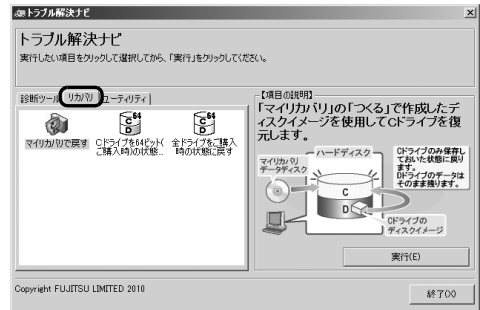 トラブル解決ナビ
トラブル解決ナビ
実行したい項目をクリックして選択してから、「実行」をクリックしてください。
診断ツール リカバリ ユーティリティ
マイリカバリで戻す
Cドライブを64ビット(
ご購入時)の状態...
全ドライブをご購入
時の状態に戻す
【項目の説明】
「マイリカバリ」の「つくる」で作成したデ
ィスクイメージを使用してCドライブを復
元します。
マイリカバリ
データディスク
ハードディスク
C
D
Cドライブのみ保存し
ておいた状態に戻り
ます。
Dドライブのデータは
そのまま残ります。
Cドライブの
ディスクイメージ
実行(E)
Copyright FUJITSU LIMITED 2010
終了(X)